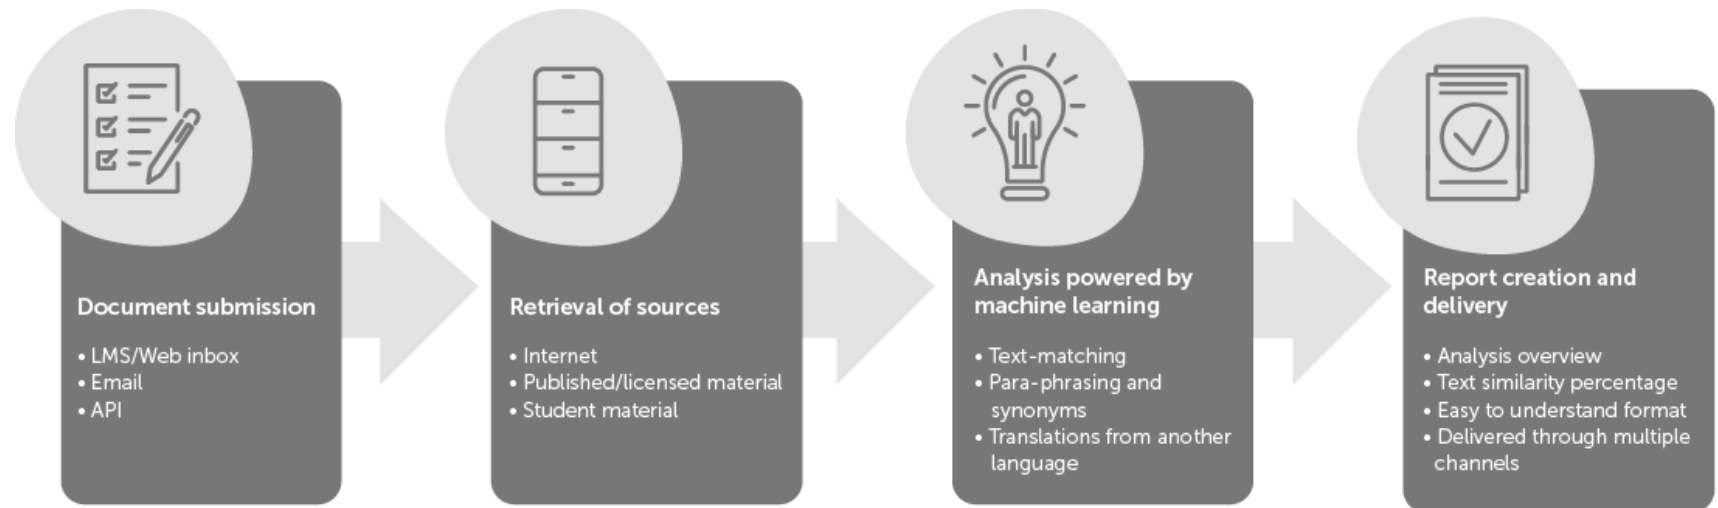 Document submission
• LMS/Web inbox
• Email
• API
Retrieval of sources
• Internet
• Published/licensed material
• Student material
Analysis powered by
machine learning
• Text-matching
• Para-phrasing and
synonyms
• Translations from another
language
Report creation and
delivery
• Analysis overview
• Text similarity percentage
• Easy to understand format
• Delivered through multiple
channels